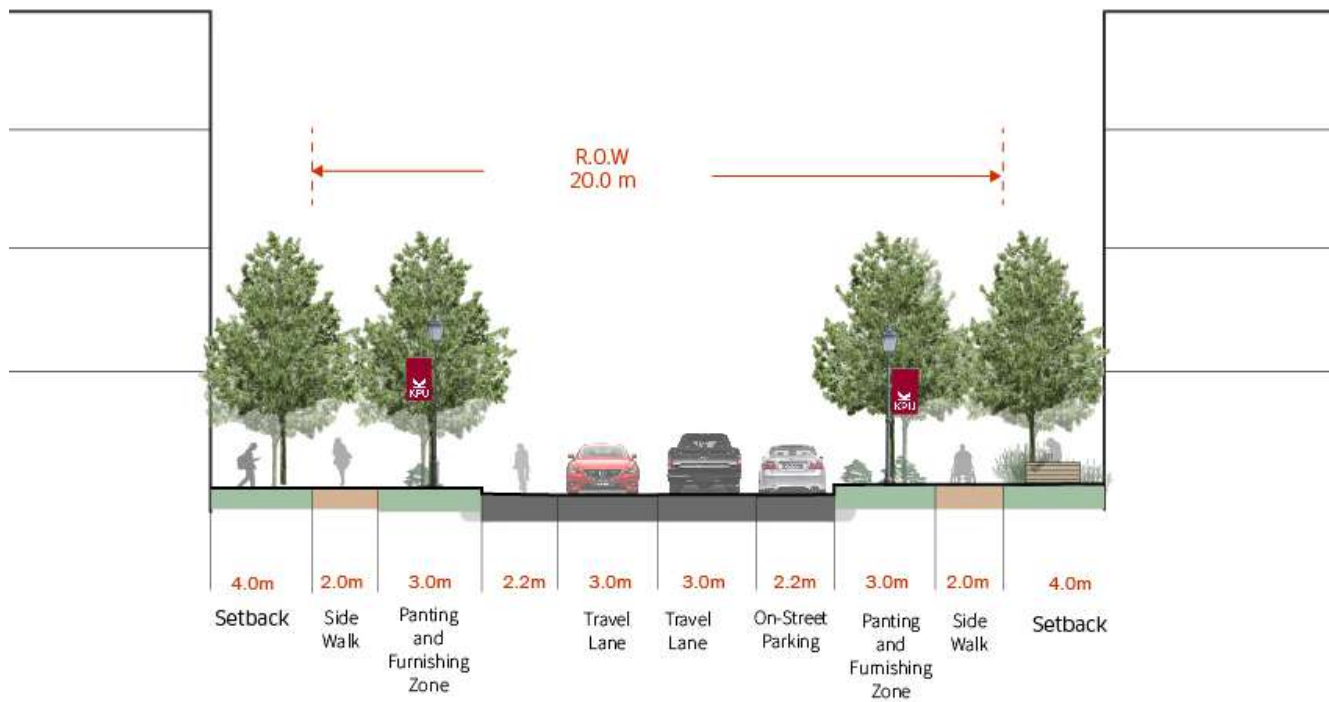 R.O.W
20.0 m
KPU
KPU
4.0m
2.0m
3.0m
2.2m
3.0m
3.0m
2.2m
3.0m
2.0m
4.0m
Setback
Side
Walk
Panting
and
Furnishing
Zone
Travel
Lane
Travel
Lane
On-Street
Parking
Panting
and
Furnishing
Zone
Side
Walk
Setback